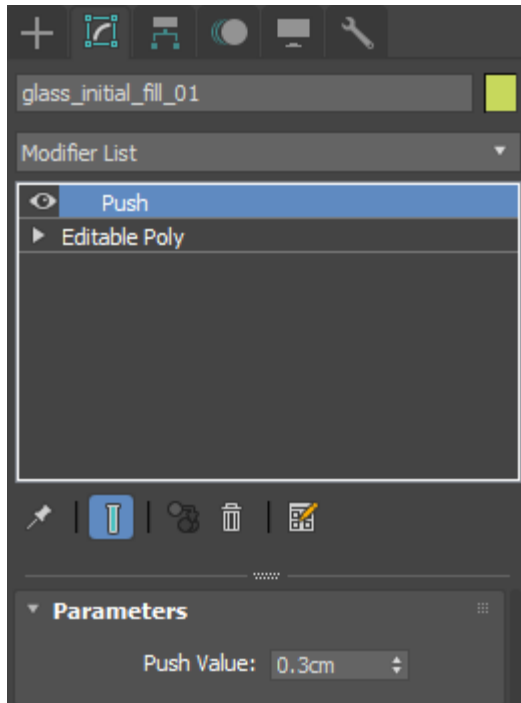 glass_initial_fill_01
Modifier List
Push
Editable Poly
Parameters
Push Value: 0.3cm